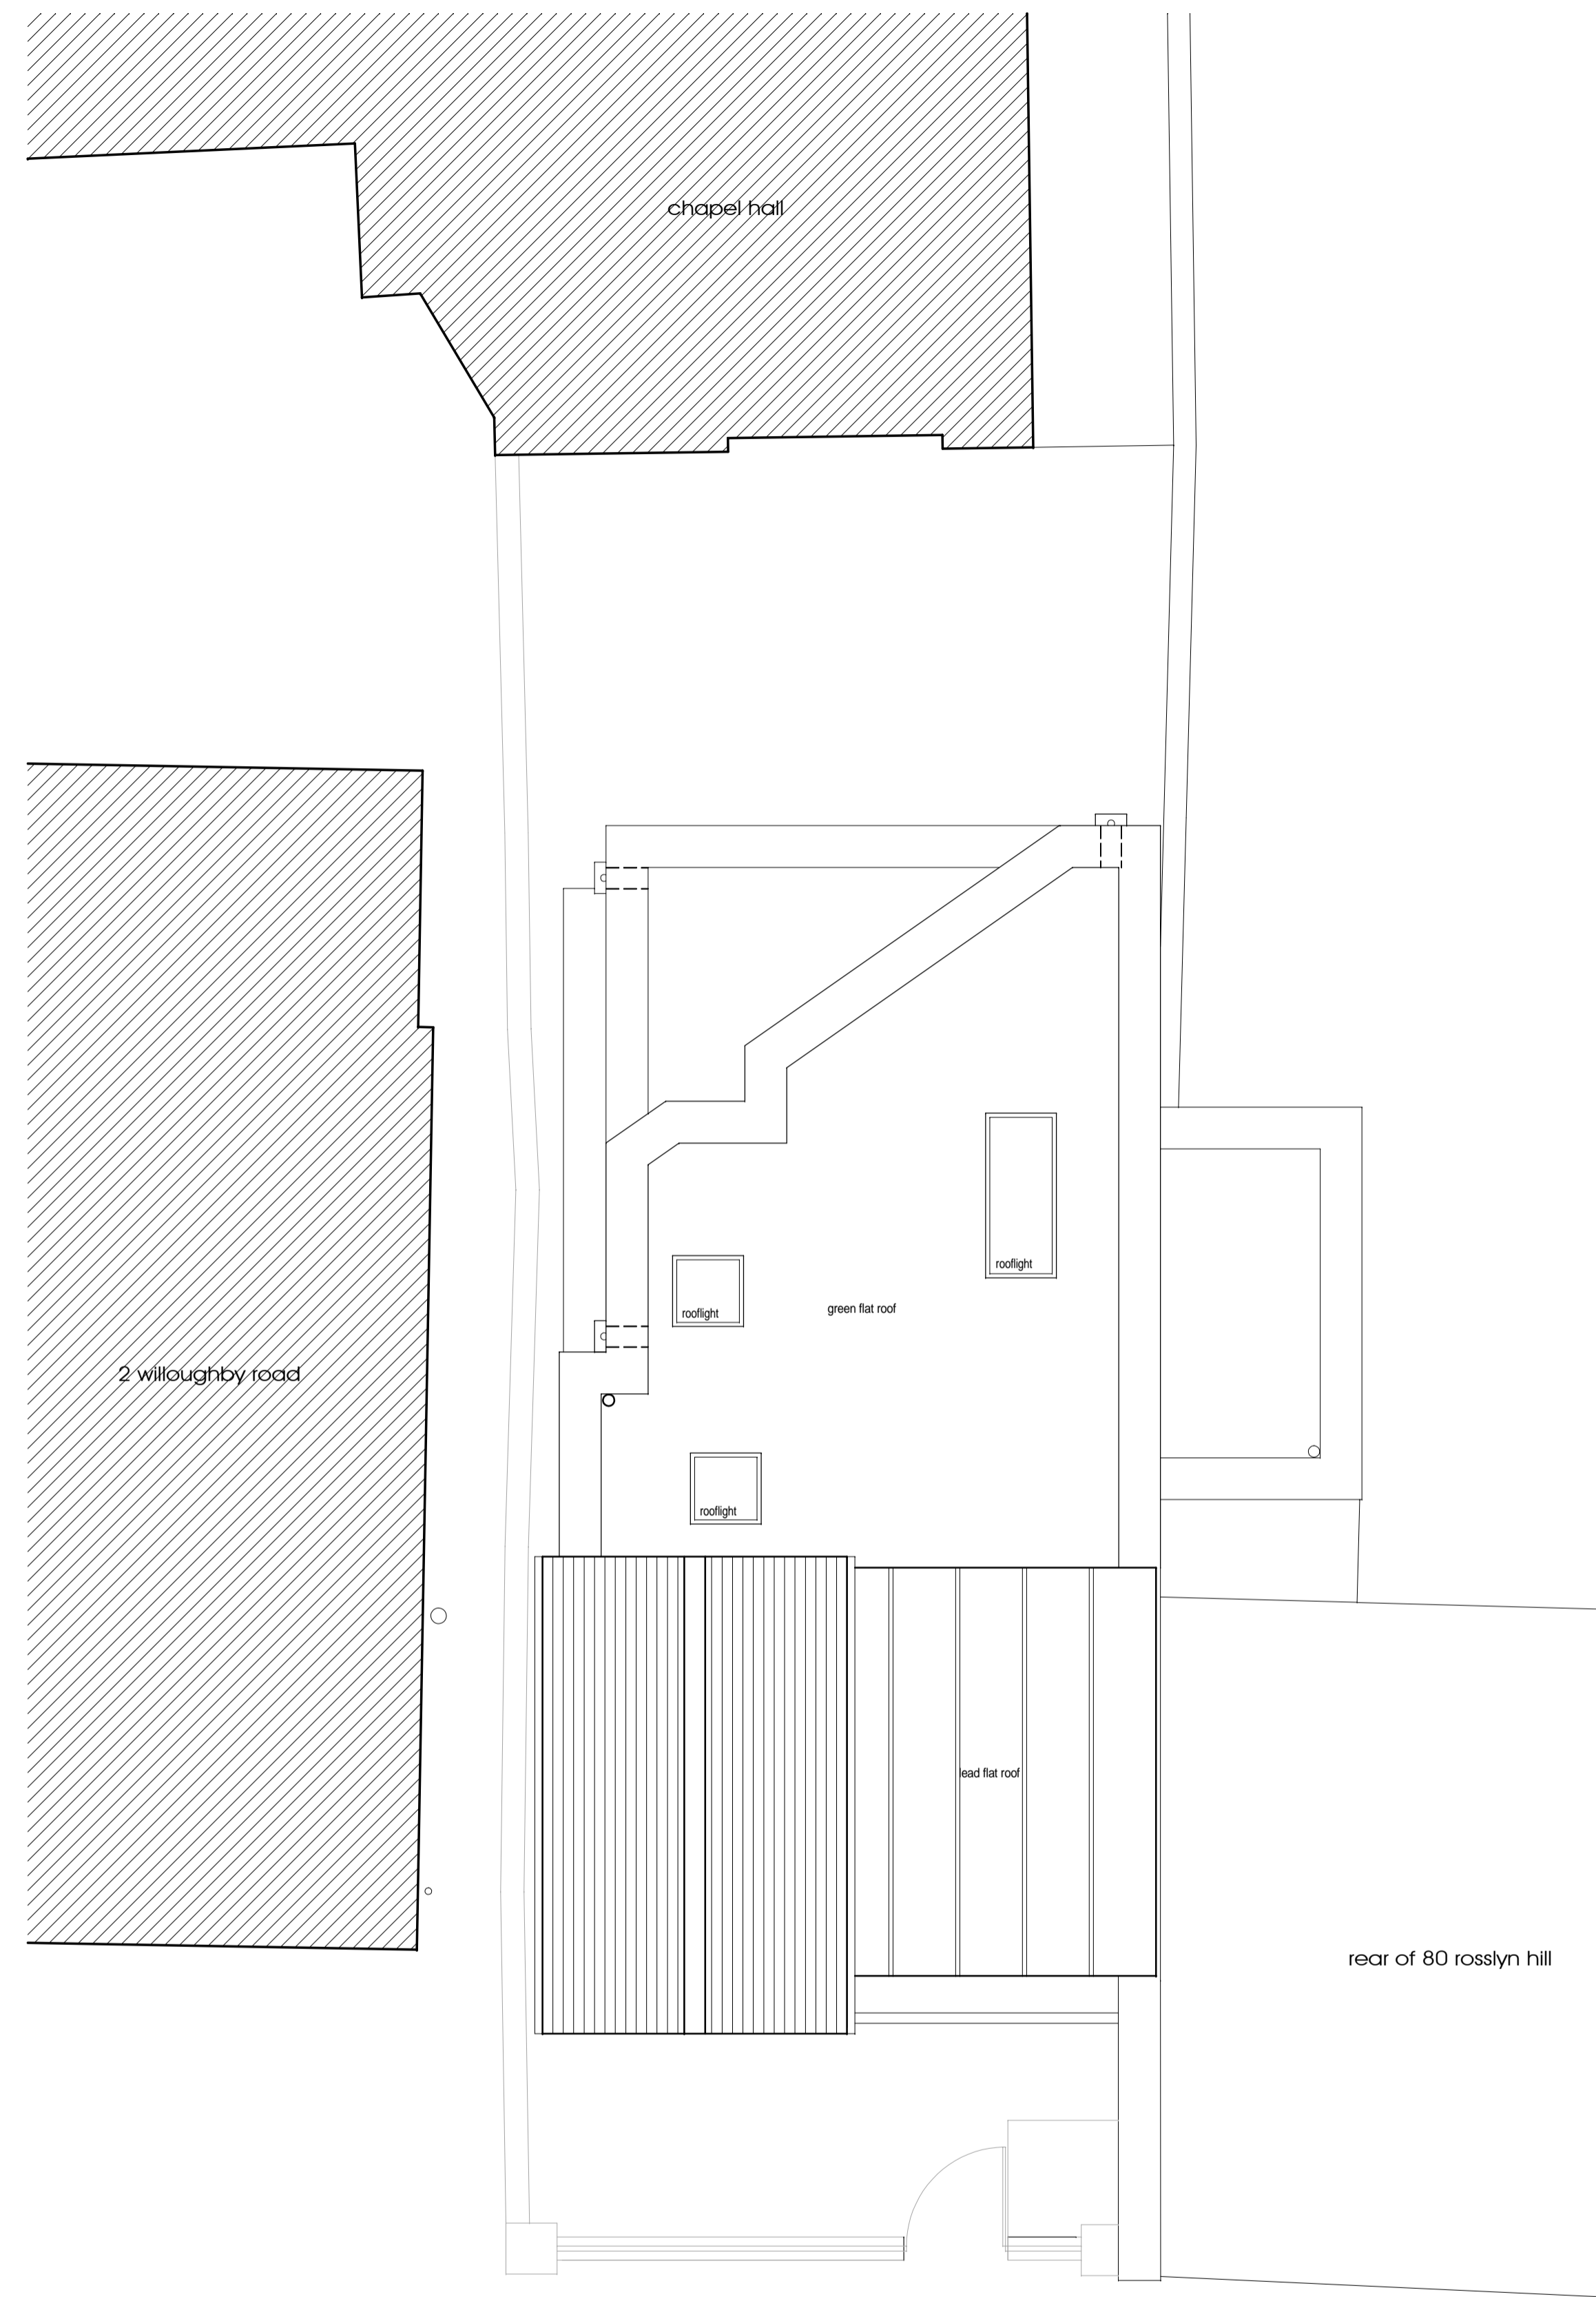 chapel hall
rooflight
green flat roof
rooflight
2 willoughby road
rooflight
lead flat roof
rear of 80 rosslyn hill